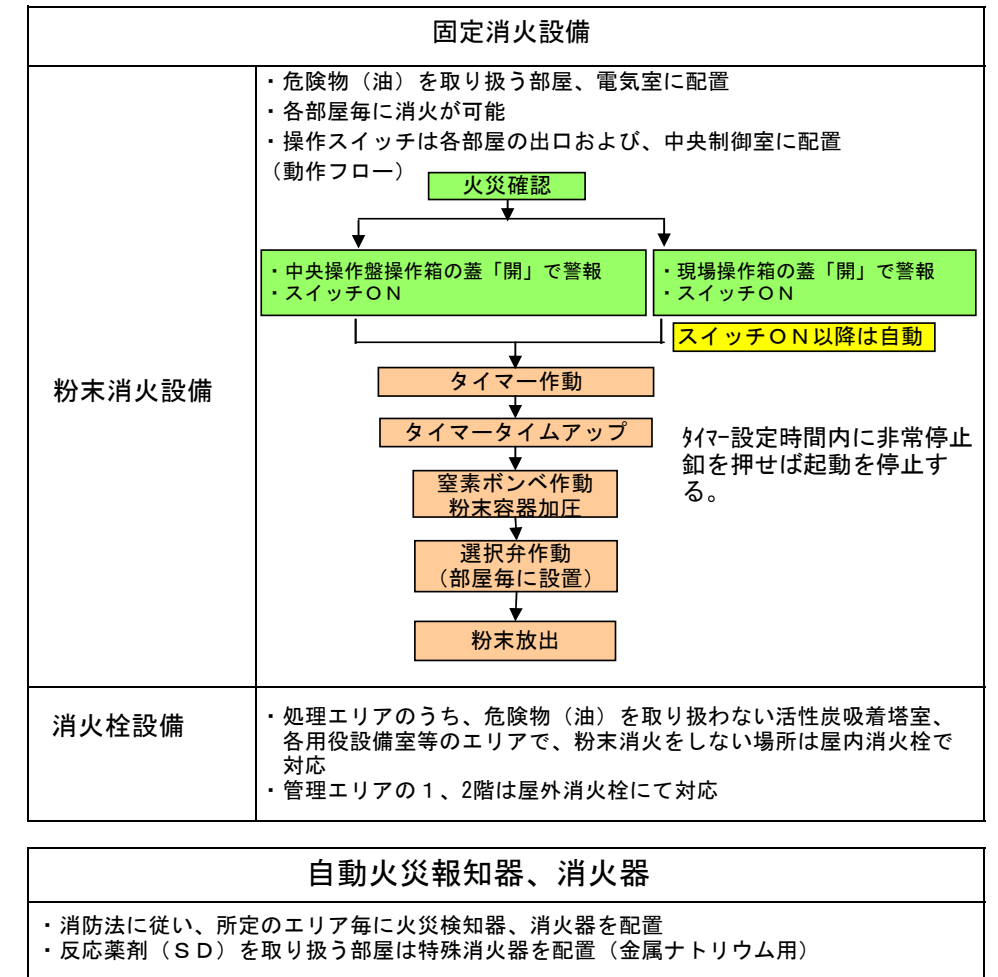 固定消火設備
粉末消火設備
・危険物（油）を取り扱う部屋、電気室に配置
・各部屋毎に消火が可能
・操作スイッチは各部屋の出口および、中央制御室に配置
（動作フロー）
火災確認
・中央操作盤操作箱の蓋「開」で警報
・スイッチＯＮ
・現場操作箱の蓋「開」で警報
・スイッチＯＮ
スイッチＯＮ以降は自動
タイマー作動
タイマータイムアップ
ﾀｲﾏｰ設定時間内に非常停止
釦を押せば起動を停止す
る。
窒素ボンベ作動
粉末容器加圧
選択弁作動
（部屋毎に設置）
粉末放出
消火栓設備
・処理エリアのうち、危険物（油）を取り扱わない活性炭吸着塔室、
各用役設備室等のエリアで、粉末消火をしない場所は屋内消火栓で
対応
・管理エリアの１、2階は屋外消火栓にて対応
自動火災報知器、消火器
・消防法に従い、所定のエリア毎に火災検知器、消火器を配置
・反応薬剤（ＳＤ）を取り扱う部屋は特殊消火器を配置（金属ナトリウム用）